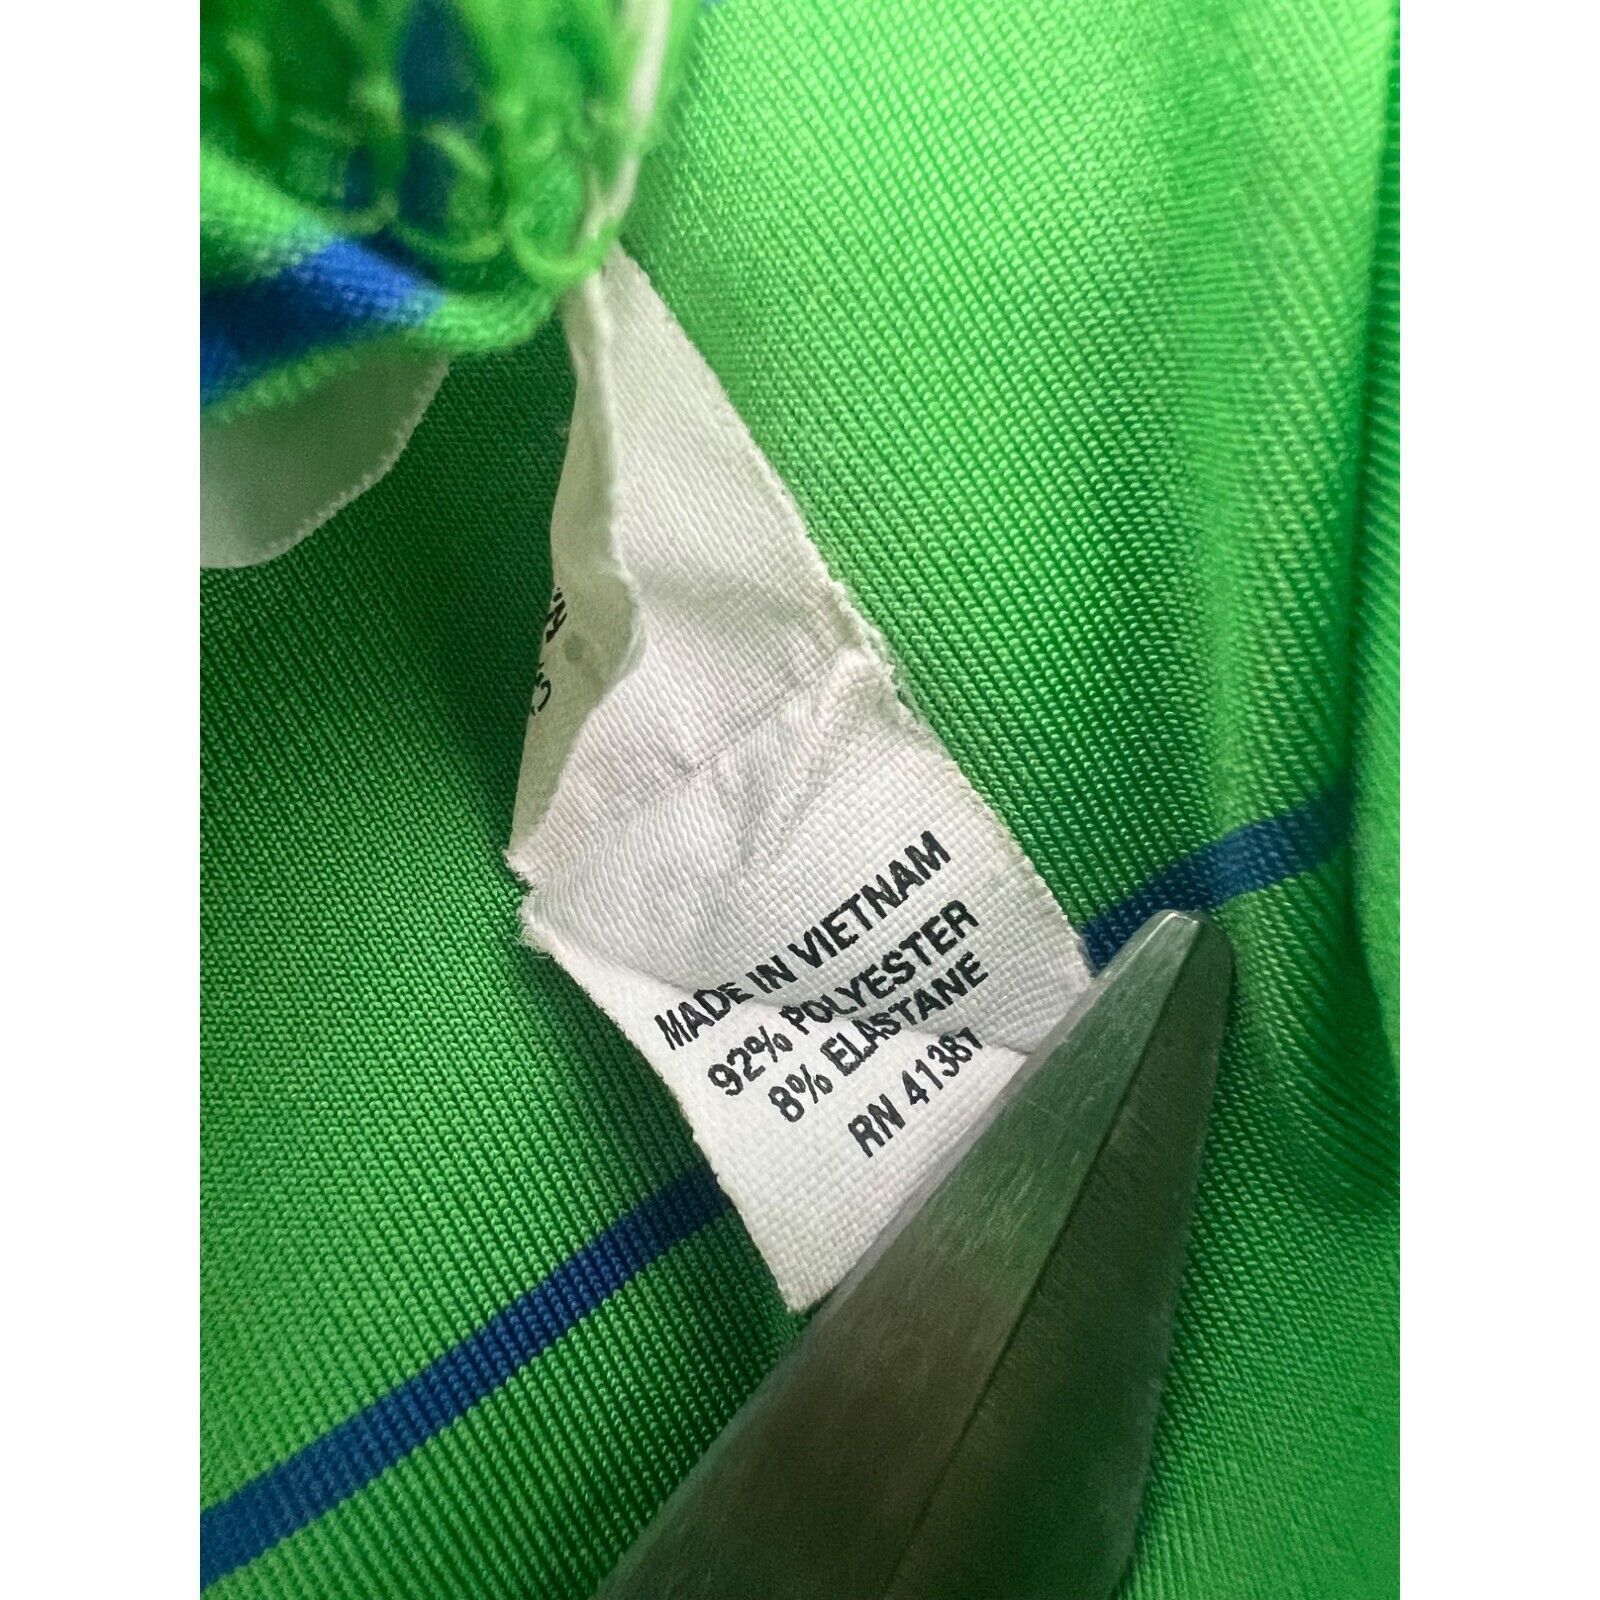 MADE IN VIETNAM
92% POLYESTER
8% ELASTANE
RN 41381